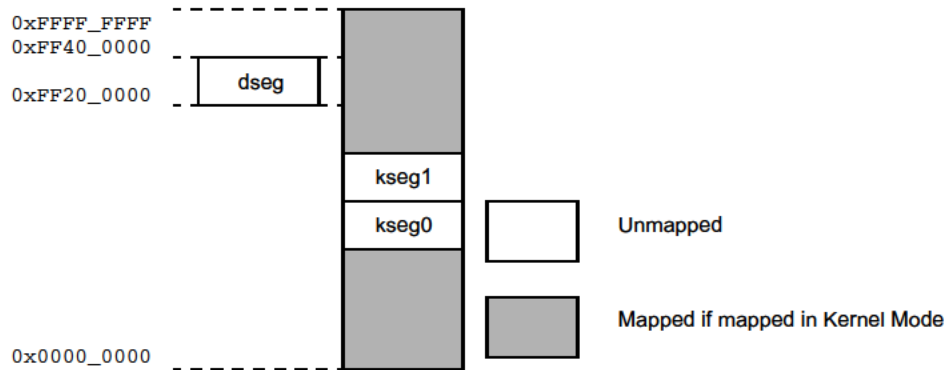 0xFFFF_FFFF
0xFF40_0000
dseg
0xFF20_0000
kseg1
kseg0
Unmapped
Mapped if mapped in Kernel Mode
0x0000_0000